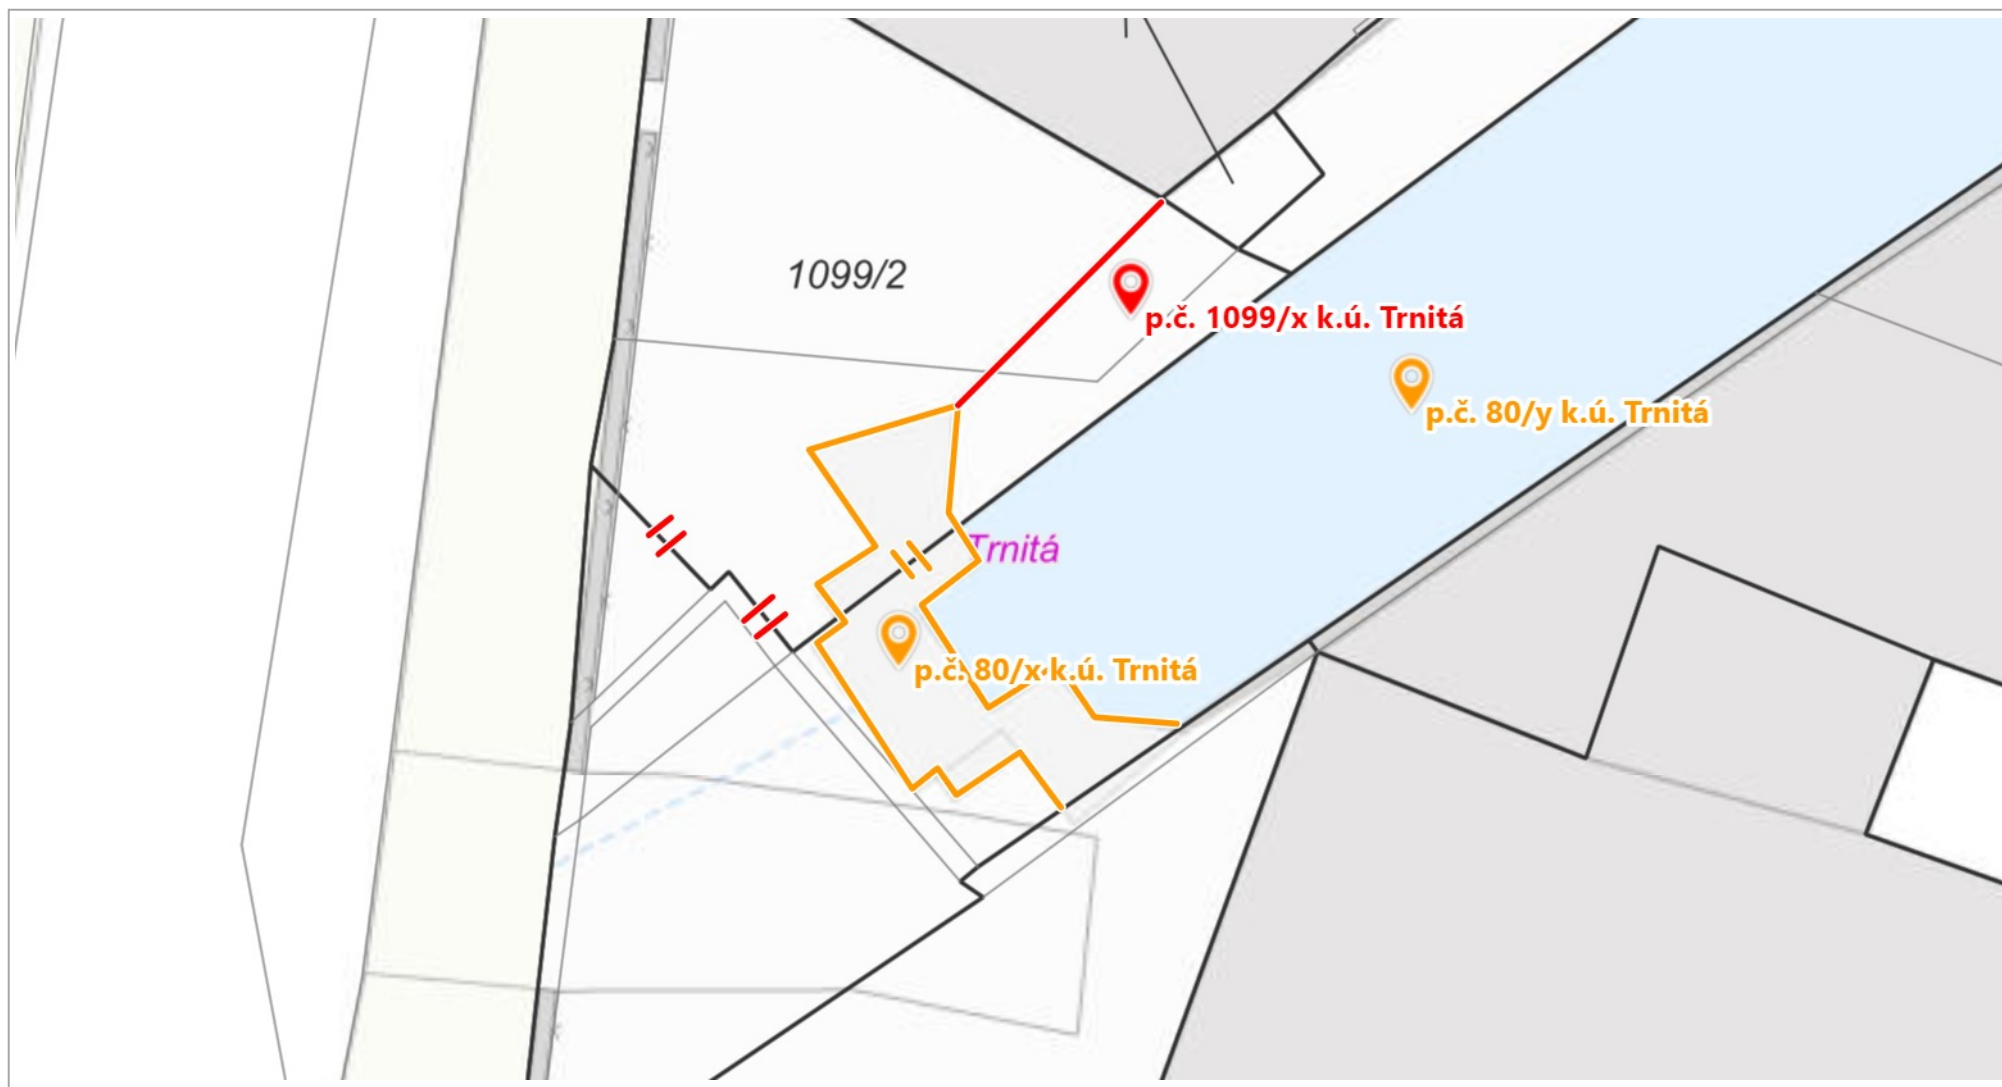 1099/2
p.č. 1099/x k.ú. Trnitá
p.č. 80/y k.ú. Trnitá
Trnitá
p.č. 80/x k.ú. Trnitá